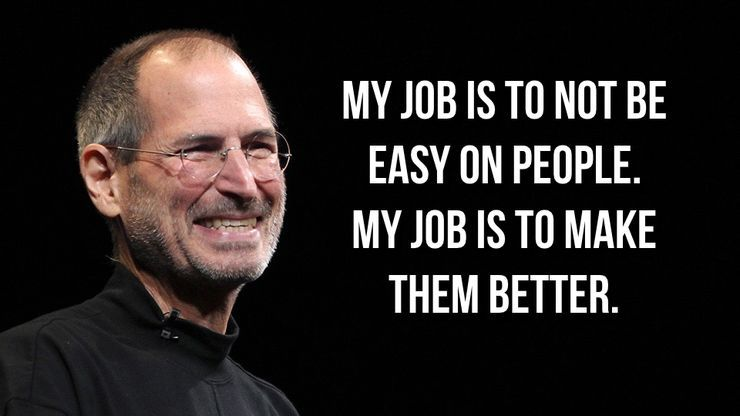 MY JOB IS TO NOT BE
EASY ON PEOPLE.
MY JOB IS TO MAKE
THEM BETTER.